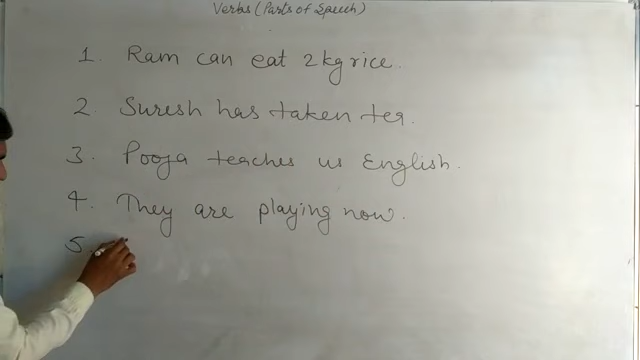 Verbs (Parts of Speech)
1. Ram can eat 2kg rice.
2. Suresh has taken tea.
3. Pooja teaches us English.
4. They are playing now.
5.